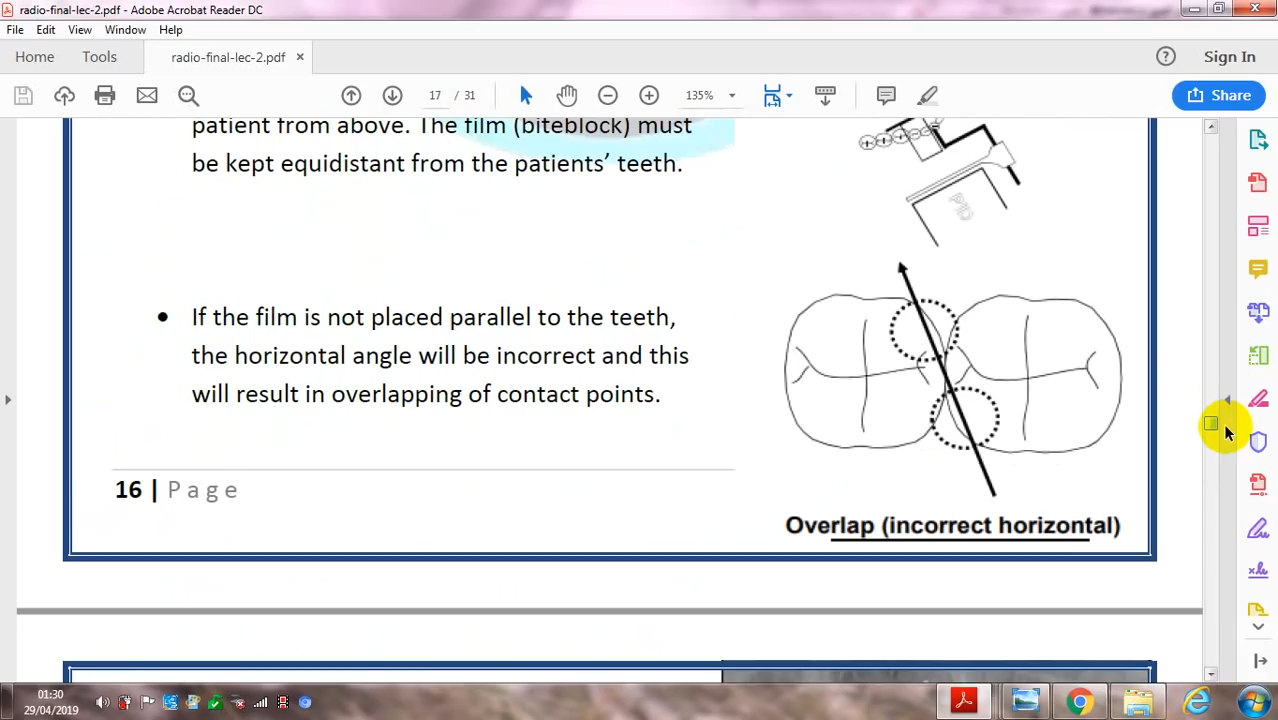 radio-final-lec-2.pdf - Adobe Acrobat Reader DC
File Edit View Window Help
Home Tools radio-final-lec-2.pdf × Sign In
17 / 31 135% Share
patient from above. The film (biteblock) must
be kept equidistant from the patients’ teeth.
PID
• If the film is not placed parallel to the teeth,
the horizontal angle will be incorrect and this
will result in overlapping of contact points.
16 | Page
Overlap (incorrect horizontal)
01:30
29/04/2019